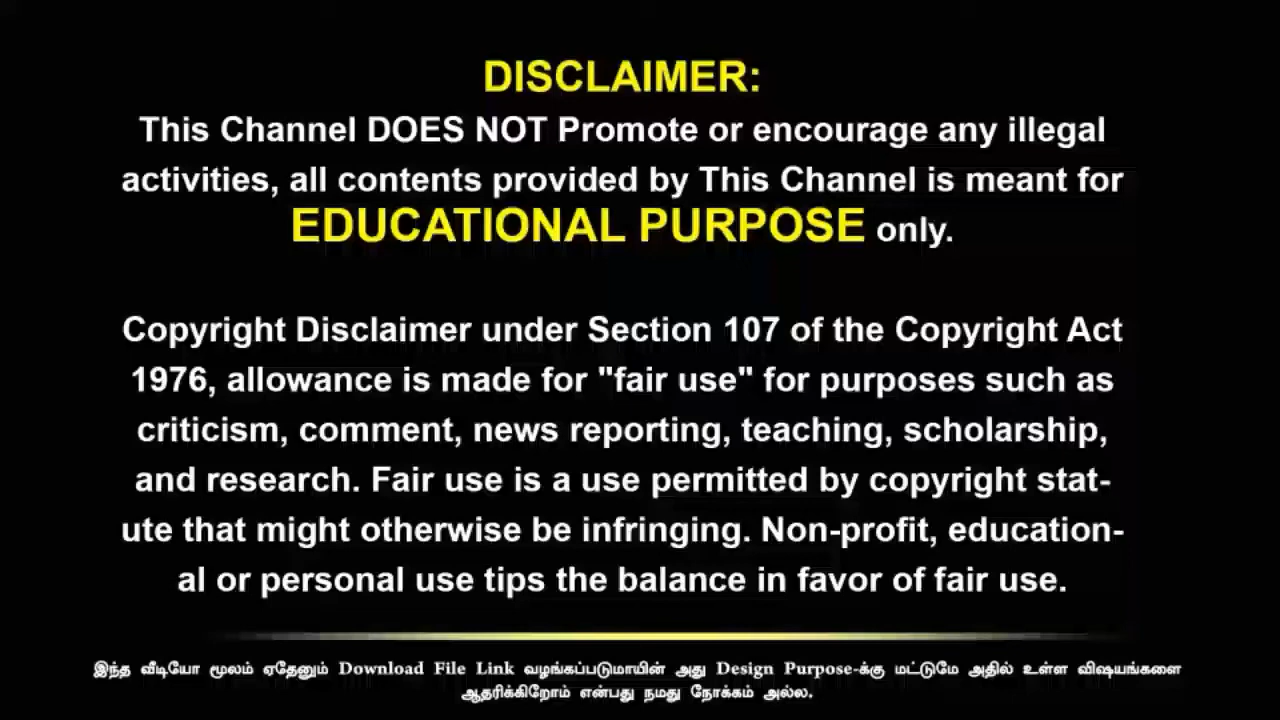 DISCLAIMER:
This Channel DOES NOT Promote or encourage any illegal
activities, all contents provided by This Channel is meant for
EDUCATIONAL PURPOSE only.
Copyright Disclaimer under Section 107 of the Copyright Act
1976, allowance is made for "fair use" for purposes such as
criticism, comment, news reporting, teaching, scholarship,
and research. Fair use is a use permitted by copyright stat-
ute that might otherwise be infringing. Non-profit, education-
al or personal use tips the balance in favor of fair use.
இந்த வீடியோ மூலம் ஏதேனும் Download File Link வழங்கப்படுமாயின் அது Design Purpose-க்கு மட்டுமே அதில் உள்ள விஷயங்களை
ஆதரிக்கிறோம் என்பது நமது நோக்கம் அல்ல.